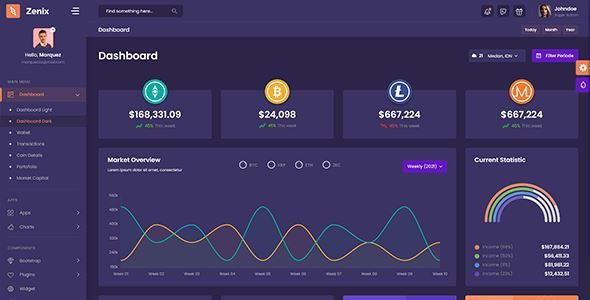 Zenix
Find something here...
Johndoe
Super Admin
Hello, Marquez
marquezzzz@mail.com
Dashboard
Today
Month
Year
Dashboard
21
Medan, IDN
Filter Periode
MAIN MENU
Dashboard
Dashboard Light
Dashboard Dark
Wallet
Transactions
Coin Details
Portofolio
Market Capital
APPS
Apps
Charts
COMPONENTS
Bootstrap
Plugins
Widget
$168,331.09
45% This week
$24,098
45% This week
$667,224
45% This week
$667,224
45% This week
Market Overview
Lorem ipsum dolor sit amet, consectetur
BTC
XRP
ETH
ZEC
Weekly (2021)
Week 01
Week 02
Week 03
Week 04
Week 05
Week 06
Week 07
Week 08
Week 09
Week 10
Current Statistic
Income (66%)
$167,884.21
Income (50%)
$56,411.33
Income (11%)
$81,981.22
Income (23%)
$12,432.51